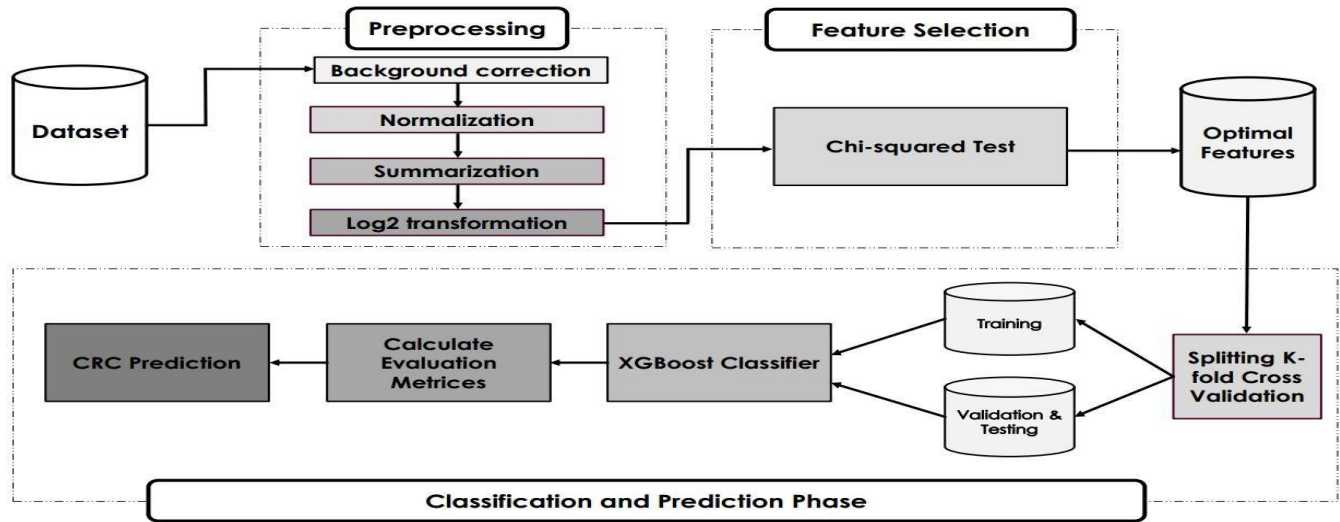 Preprocessing
Feature Selection
Dataset
Background correction
Normalization
Summarization
Log2 transformation
Chi-squared Test
Optimal
Features
Splitting K-
fold Cross
Validation
Training
Validation &
Testing
XGBoost Classifier
Calculate
Evaluation
Metrices
CRC Prediction
Classification and Prediction Phase